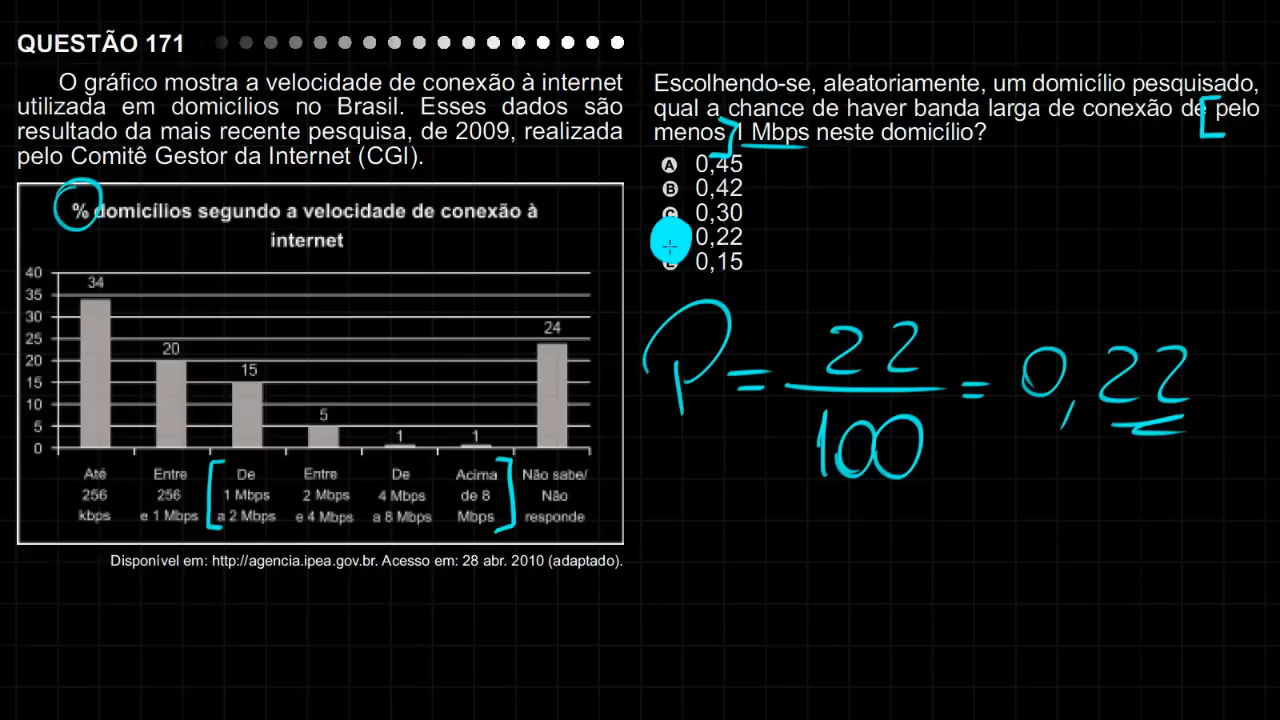 QUESTÃO 171
O gráfico mostra a velocidade de conexão à internet
utilizada em domicílios no Brasil. Esses dados são
resultado da mais recente pesquisa, de 2009, realizada
pelo Comitê Gestor da Internet (CGI).
% domicílios segundo a velocidade de conexão à
internet
40
35
30
25
20
15
10
5
0
34
20
15
5
1
1
24
Até
256
kbps
Entre
256
e 1 Mbps
De
1 Mbps
a 2 Mbps
Entre
2 Mbps
e 4 Mbps
De
4 Mbps
a 8 Mbps
Acima
de 8
Mbps
Não sabe/
Não
responde
Disponível em: http://agencia.ipea.gov.br. Acesso em: 28 abr. 2010 (adaptado).
Escolhendo-se, aleatoriamente, um domicílio pesquisado,
qual a chance de haver banda larga de conexão de pelo
menos 1 Mbps neste domicílio?
A 0,45
B 0,42
C 0,30
0,22
E 0,15
P = 22/100 = 0,22